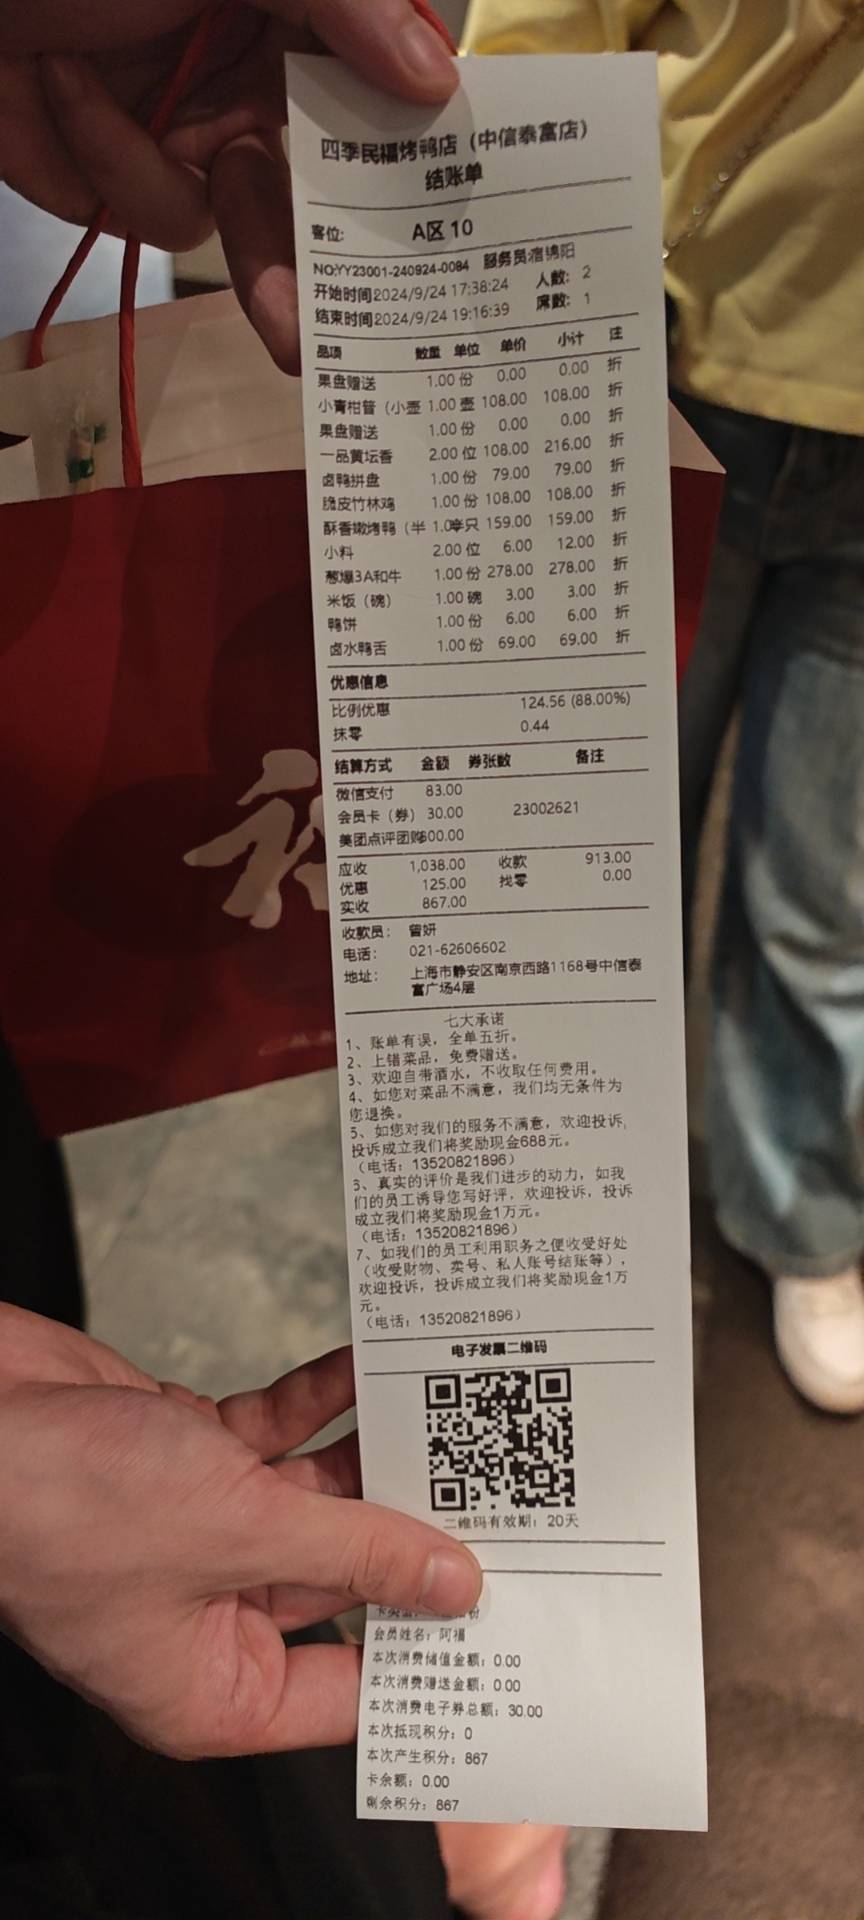 四季民福烤鸭店（中信泰富店）
结账单
客位: A区 10
NO:YY23001-240924-0084 服务员:宿锦阳
开始时间2024/9/24 17:38:24 人数: 2
结束时间2024/9/24 19:16:39 席数: 1
品项 数量 单位 单价 小计 注
果盘赠送 1.00 份 0.00 0.00 折
小青柑普（小壶 1.00 壶 108.00 108.00 折
果盘赠送 1.00 份 0.00 0.00 折
一品黄坛香 2.00 位 108.00 216.00 折
卤鸭拼盘 1.00 份 79.00 79.00 折
脆皮竹林鸡 1.00 份 108.00 108.00 折
酥香嫩烤鸭（半 1.0 半只 159.00 159.00 折
小料 2.00 位 6.00 12.00 折
葱爆3A和牛 1.00 份 278.00 278.00 折
米饭（碗） 1.00 碗 3.00 3.00 折
鸭饼 1.00 份 6.00 6.00 折
卤水鸭舌 1.00 份 69.00 69.00 折
优惠信息
比例优惠 124.56 (88.00%)
抹零 0.44
结算方式 金额 券张数 备注
微信支付 83.00
会员卡（券） 30.00 23002621
美团点评团购800.00
应收 1,038.00 收款 913.00
优惠 125.00 找零 0.00
实收 867.00
收款员: 曾妍
电话: 021-62606602
地址: 上海市静安区南京西路1168号中信泰
富广场4层
七大承诺
1、账单有误，全单五折。
2、上错菜品，免费赠送。
3、欢迎自带酒水，不收取任何费用。
4、如您对菜品不满意，我们均无条件为
您退换。
5、如您对我们的服务不满意，欢迎投诉，
投诉成立我们将奖励现金688元。
（电话：13520821896）
6、真实的评价是我们进步的动力，如我
们的员工诱导您写好评，欢迎投诉，投诉
成立我们将奖励现金1万元。
（电话：13520821896）
7、如我们的员工利用职务之便收受好处
（收受财物、卖号、私人账号结账等），
欢迎投诉，投诉成立我们将奖励现金1万
元。
（电话：13520821896）
电子发票二维码
二维码有效期：20天
会员姓名：阿福
本次消费储值金额：0.00
本次消费赠送金额：0.00
本次消费电子券总额：30.00
本次抵现积分：0
本次产生积分：867
卡余额：0.00
剩余积分：867